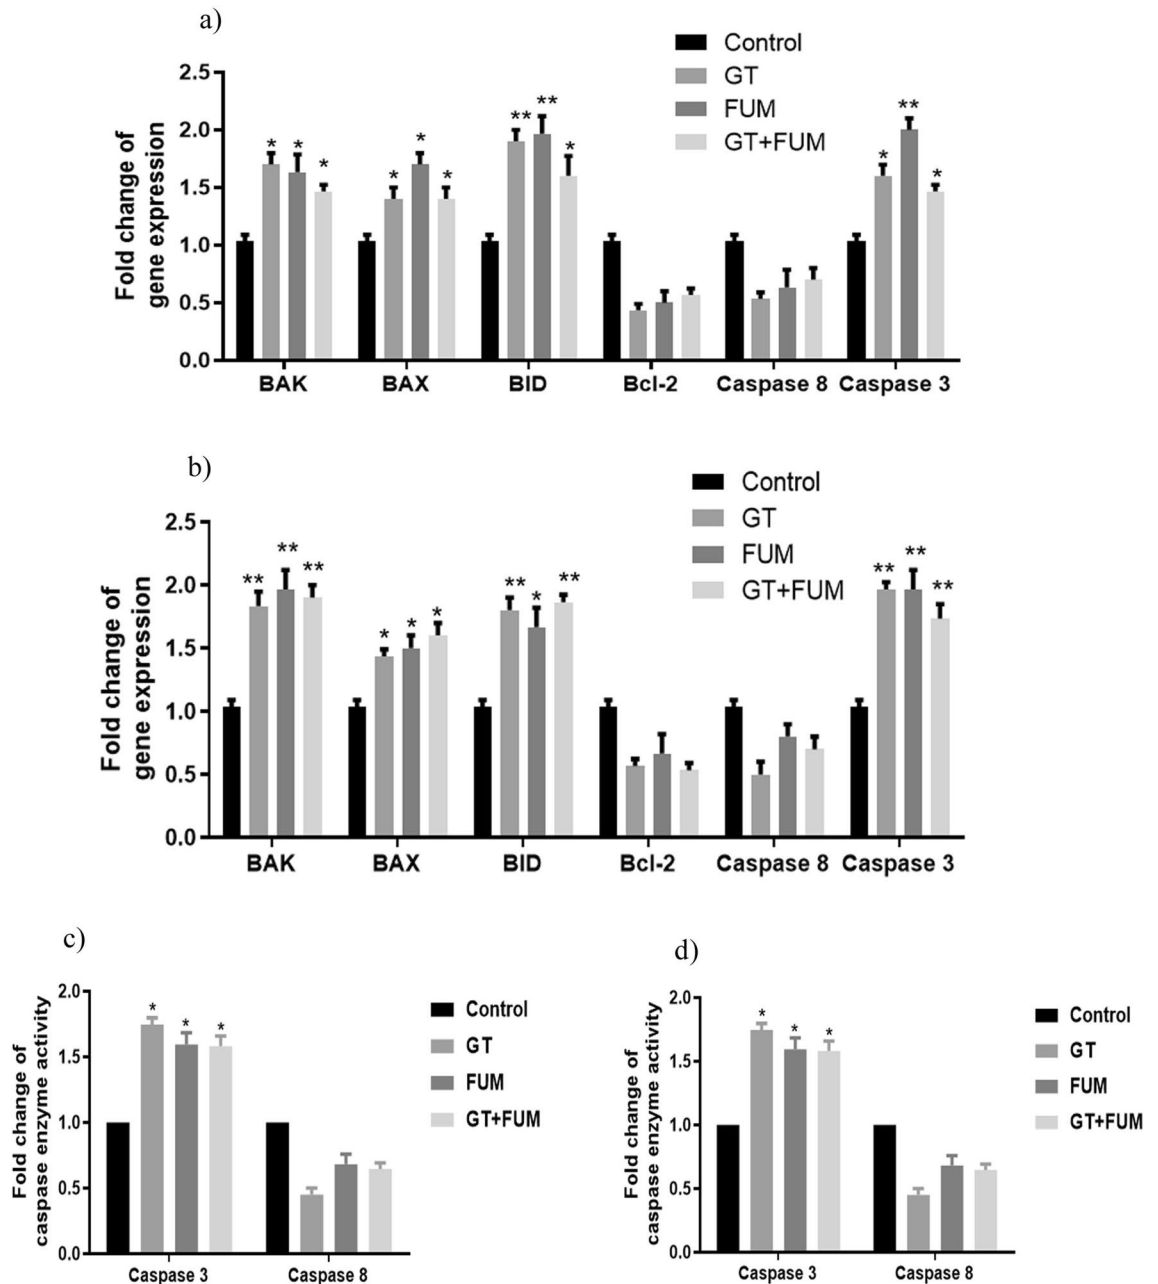 a)
Control
GT
FUM
GT+FUM
Fold change of
gene expression
2.5
2.0
1.5
1.0
0.5
0.0
* * *
* * *
** ** *
* ** *
BAK BAX BID Bcl-2 Caspase 8 Caspase 3
b)
Control
GT
FUM
GT+FUM
Fold change of
gene expression
2.5
2.0
1.5
1.0
0.5
0.0
** ** **
* * *
** * **
** ** **
BAK BAX BID Bcl-2 Caspase 8 Caspase 3
c)
Fold change of
caspase enzyme activity
2.0
1.5
1.0
0.5
0.0
* * *
Caspase 3 Caspase 8
Control
GT
FUM
GT+FUM
d)
Fold change of
caspase enzyme activity
2.0
1.5
1.0
0.5
0.0
* * *
Caspase 3 Caspase 8
Control
GT
FUM
GT+FUM